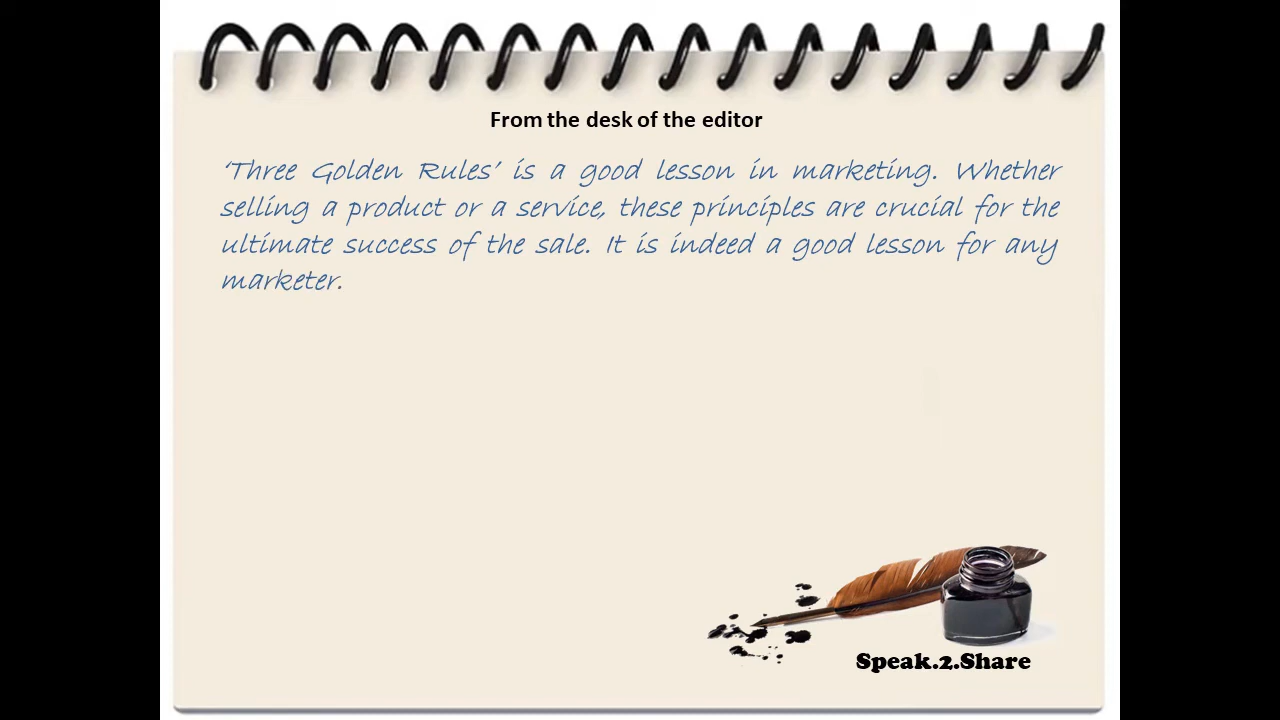 From the desk of the editor
‘Three Golden Rules’ is a good lesson in marketing. Whether
selling a product or a service, these principles are crucial for the
ultimate success of the sale. It is indeed a good lesson for any
marketer.
Speak.2.Share